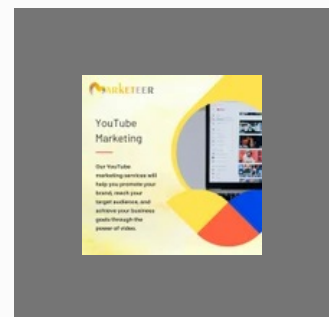 MARKETEER
YouTube
Marketing
Our YouTube
marketing services will
help you promote your
brand, reach your
target audience, and
achieve your business
goals through the
power of video.